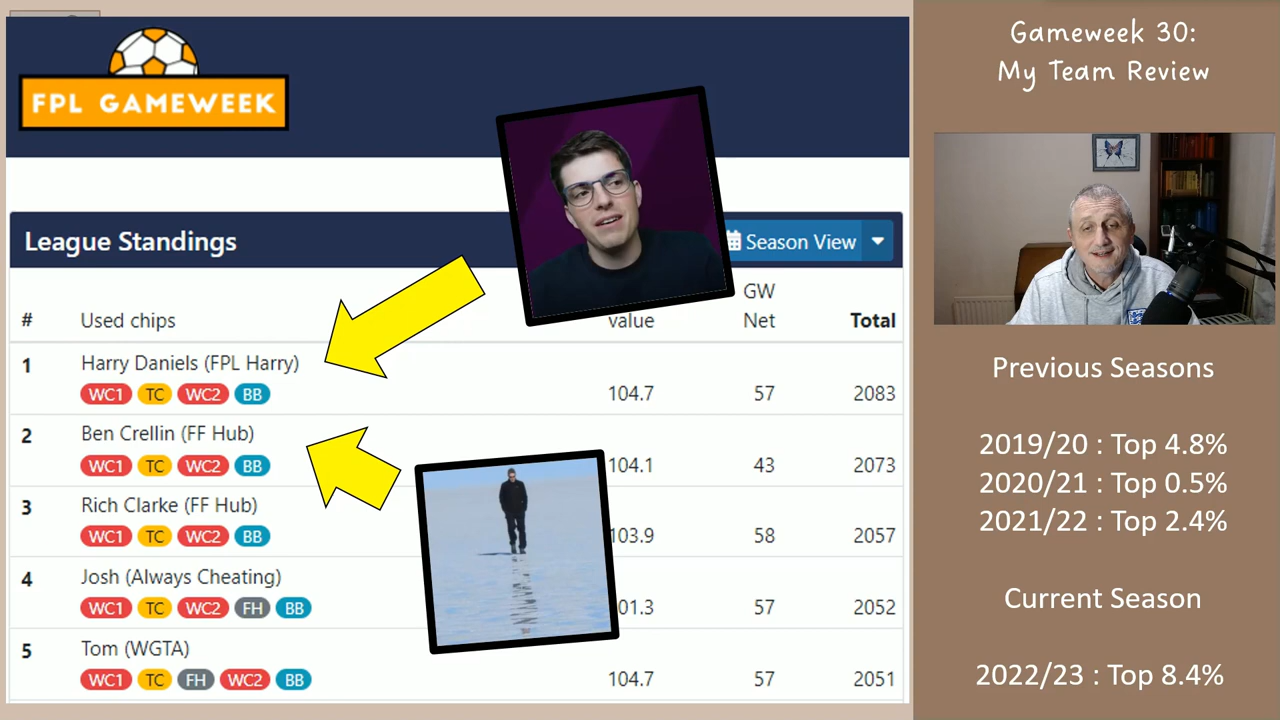 FPL GAMEWEEK
League Standings
Season View
# Used chips value GW Net Total
1 Harry Daniels (FPL Harry)
WC1 TC WC2 BB 104.7 57 2083
2 Ben Crellin (FF Hub)
WC1 TC WC2 BB 104.1 43 2073
3 Rich Clarke (FF Hub)
WC1 TC WC2 BB 103.9 58 2057
4 Josh (Always Cheating)
WC1 TC WC2 FH BB 01.3 57 2052
5 Tom (WGTA)
WC1 TC FH WC2 BB 104.7 57 2051
Gameweek 30:
My Team Review
Previous Seasons
2019/20 : Top 4.8%
2020/21 : Top 0.5%
2021/22 : Top 2.4%
Current Season
2022/23 : Top 8.4%